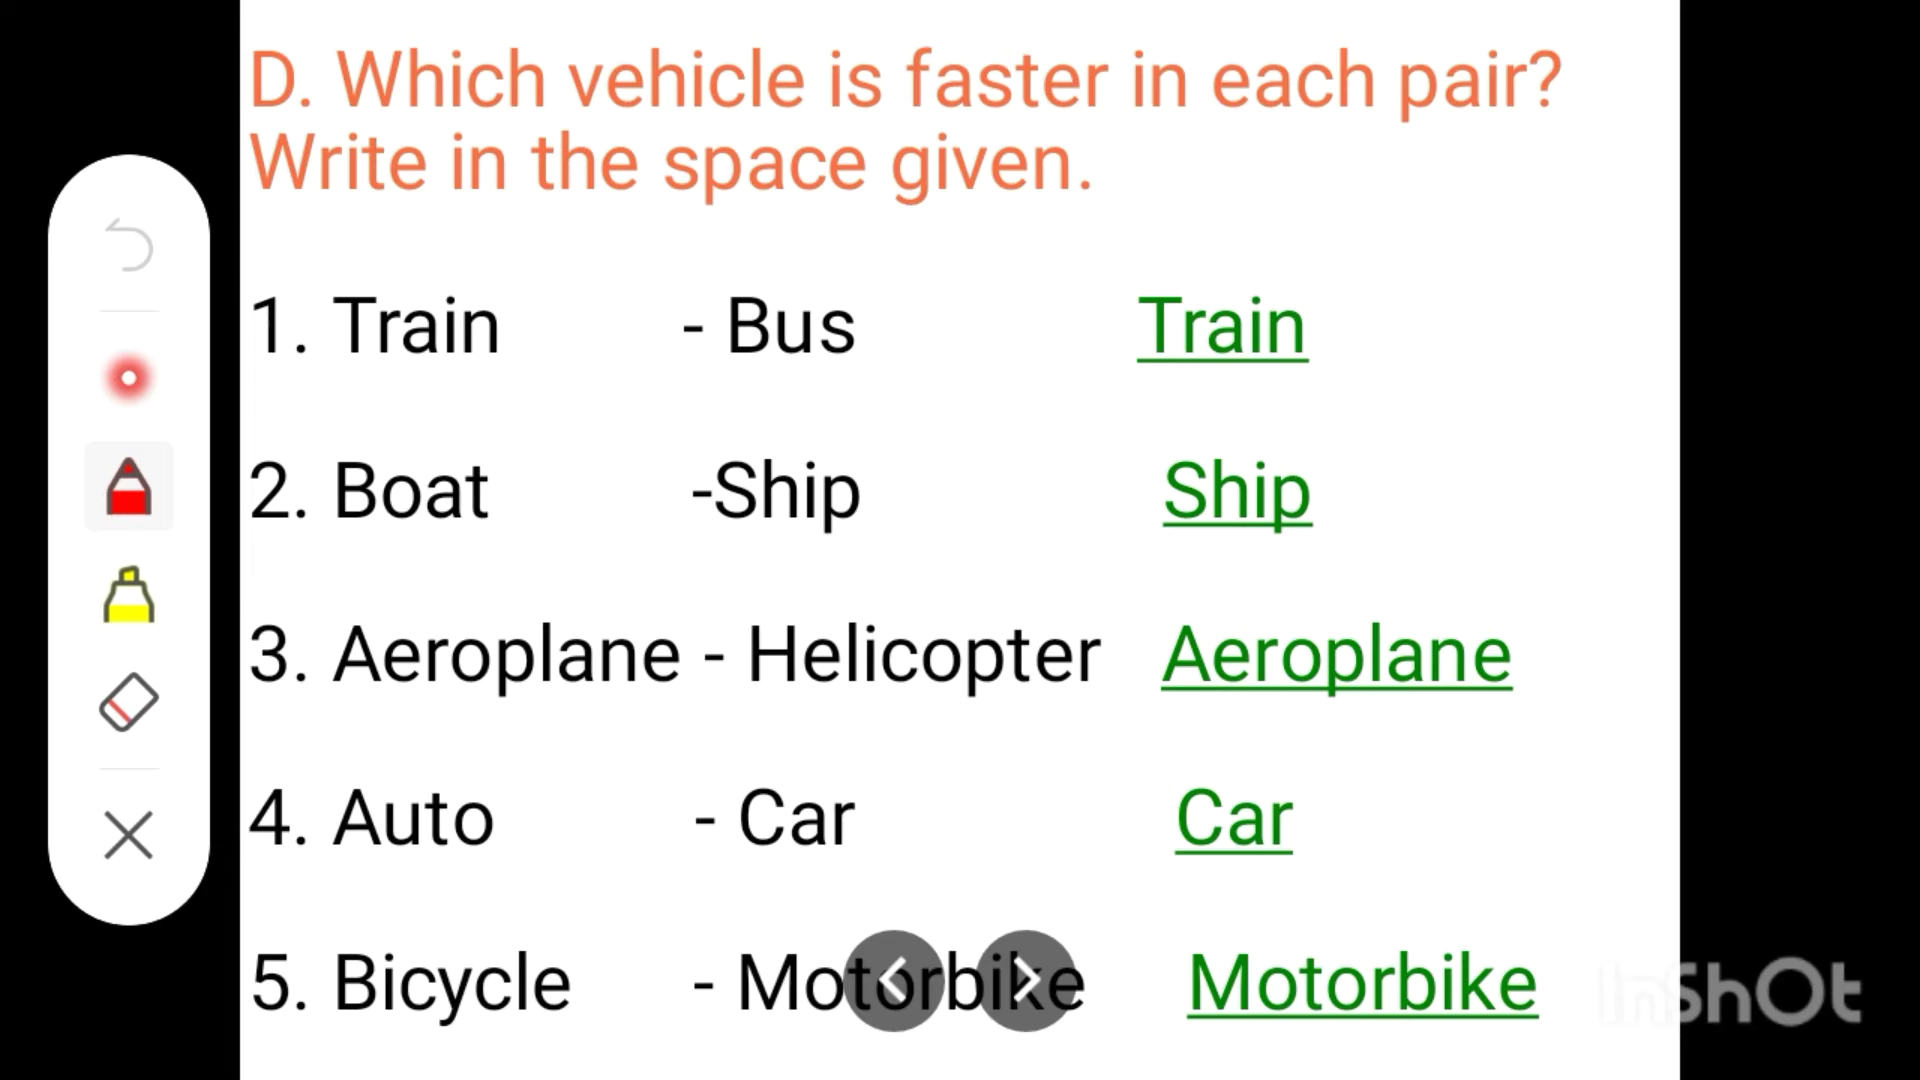 D. Which vehicle is faster in each pair?
Write in the space given.
1. Train - Bus Train
2. Boat -Ship Ship
3. Aeroplane - Helicopter Aeroplane
4. Auto - Car Car
5. Bicycle - Motorbike Motorbike
InShOt